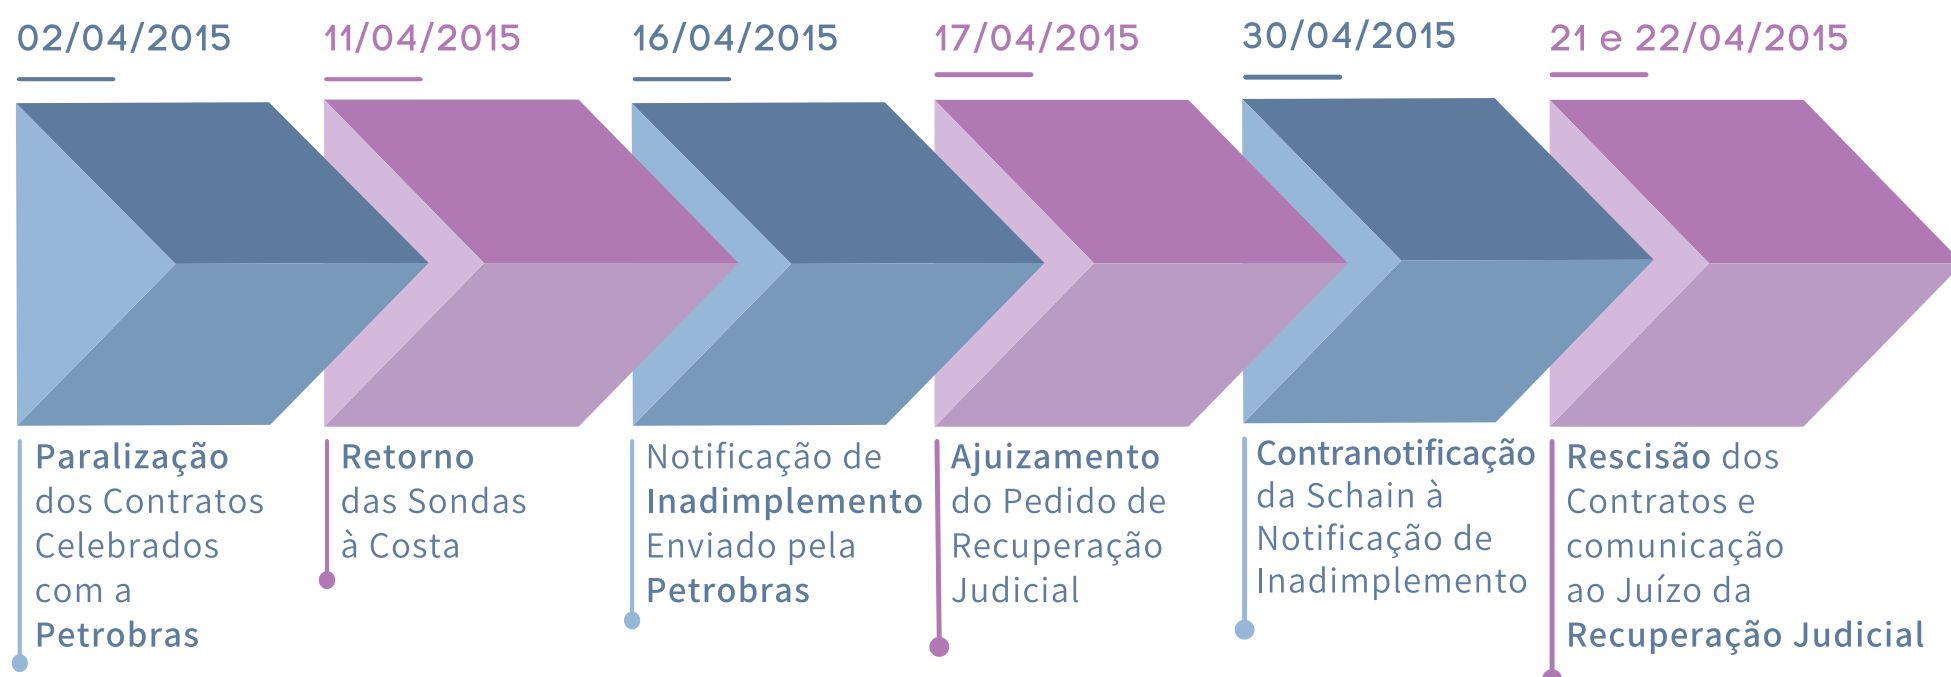 02/04/2015
Paralização
dos Contratos
Celebrados
com a
Petrobras
11/04/2015
Retorno
das Sondas
à Costa
16/04/2015
Notificação de
Inadimplemento
Enviado pela
Petrobras
17/04/2015
Ajuizamento
do Pedido de
Recuperação
Judicial
30/04/2015
Contranotificação
da Schain à
Notificação de
Inadimplemento
21 e 22/04/2015
Rescisão dos
Contratos e
comunicação
ao Juízo da
Recuperação Judicial